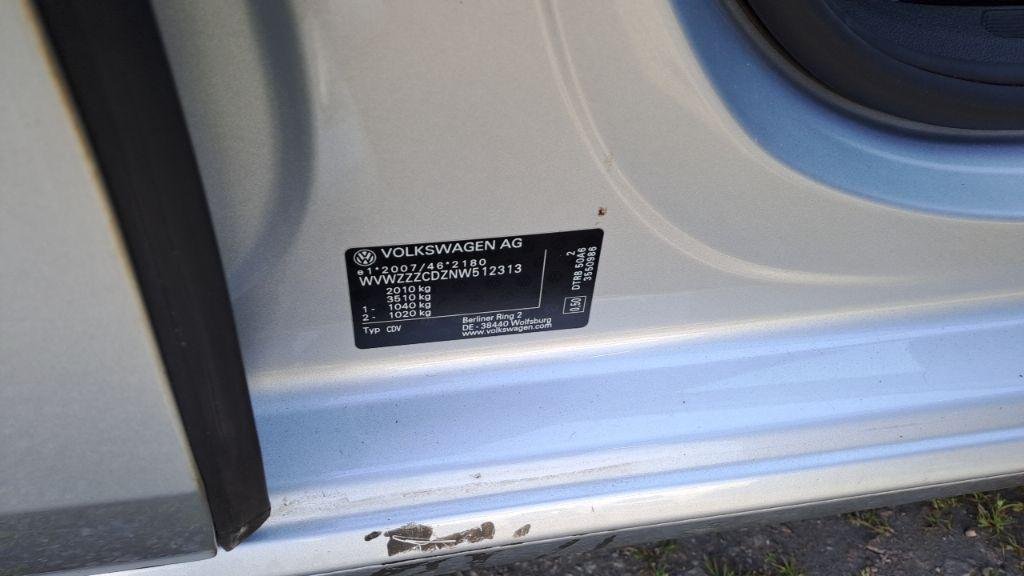 VOLKSWAGEN AG
e1*2007/46*2180
WVWZZZCDZNW512313
2010 kg
3510 kg
1- 1040 kg
2- 1020 kg
Typ CDV
Berliner Ring 2
DE - 38440 Wolfsburg
www.volkswagen.com
0.50
DTRB 50A6 2
3550986